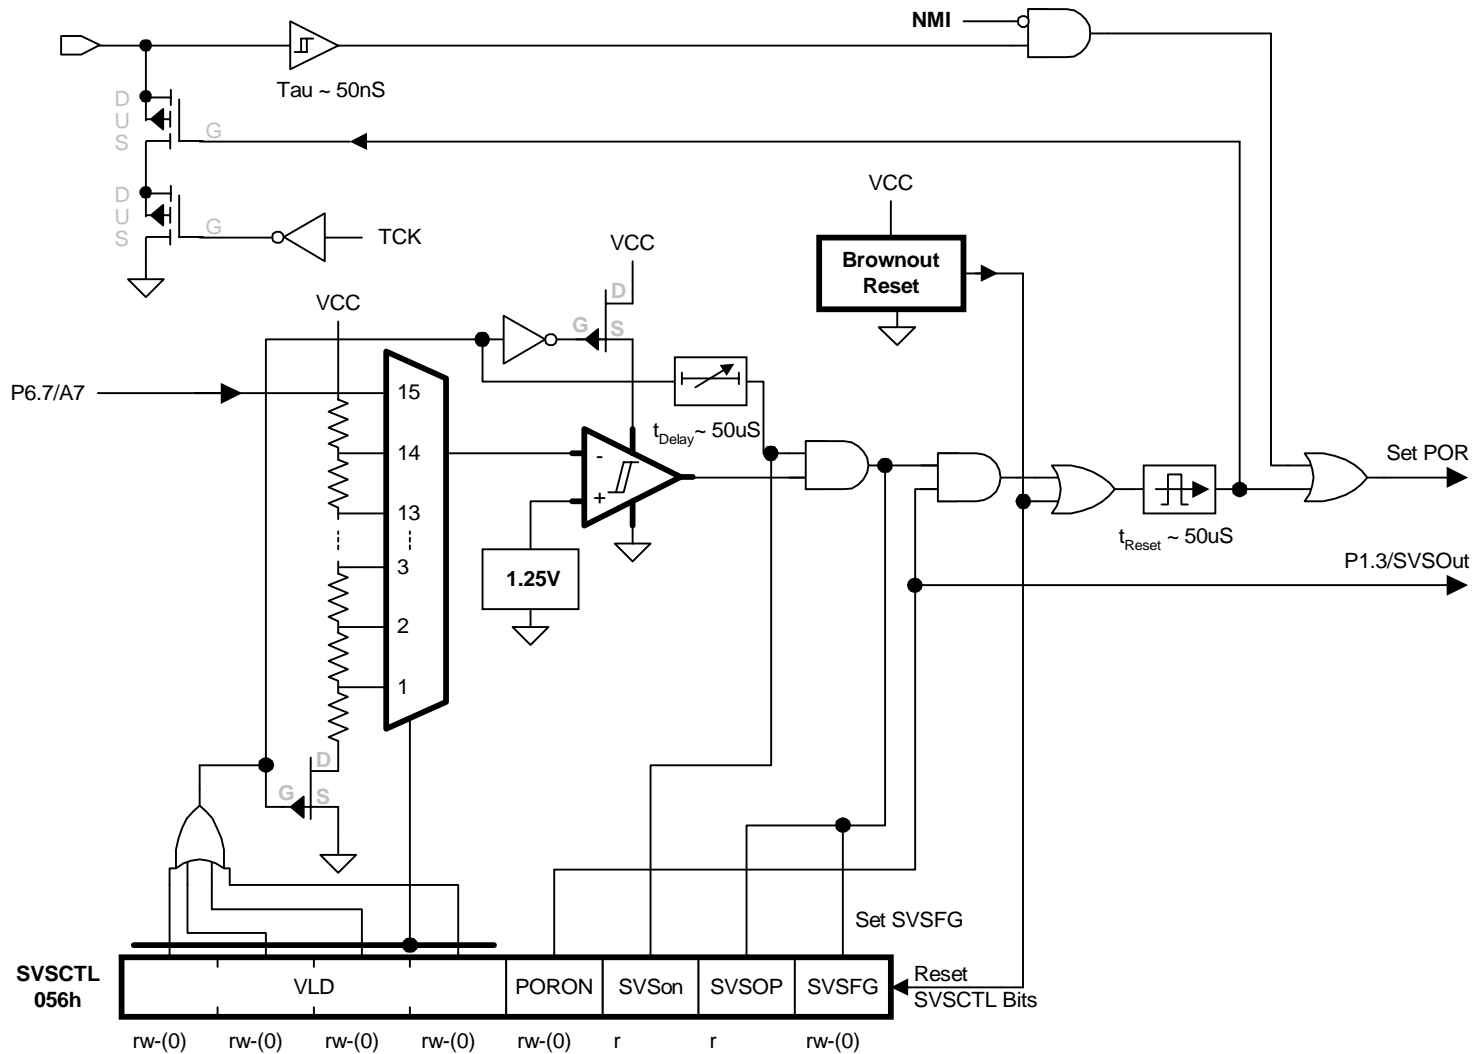 NMI
Tau ~ 50nS
D
U
S
G
D
U
S
G
TCK
VCC
Brownout
Reset
VCC
D
G
S
VCC
P6.7/A7
15
14
13
3
2
1
tDelay ~ 50uS
-
+
1.25V
Set POR
tReset ~ 50uS
P1.3/SVSOut
D
G
S
Set SVSFG
SVSCTL
056h
VLD
PORON
SVSon
SVSOP
SVSFG
Reset
SVSCTL Bits
rw-(0) rw-(0) rw-(0) rw-(0) rw-(0) r r rw-(0)